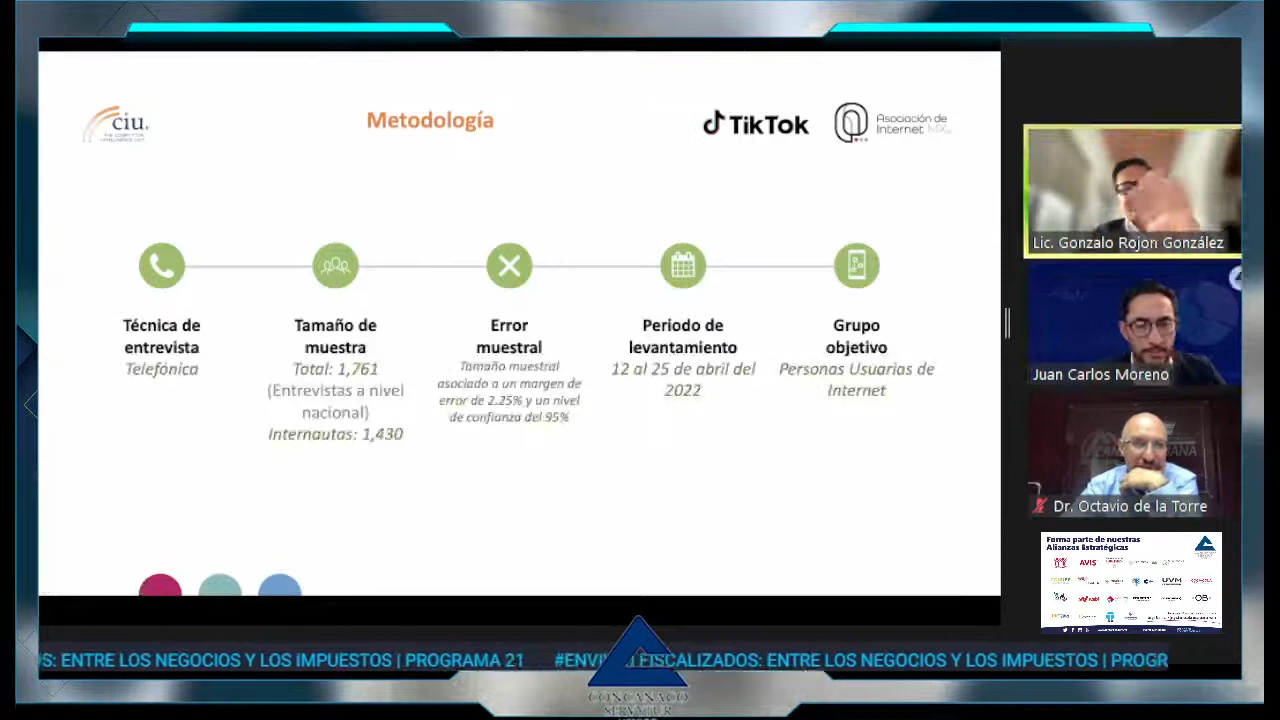 ciu.
Metodología
TikTok
Asociación de
Internet MX
Técnica de
entrevista
Telefónica
Tamaño de
muestra
Total: 1,761
(Entrevistas a nivel
nacional)
Internautas: 1,430
Error
muestral
Tamaño muestral
asociado a un margen de
error de 2.25% y un nivel
de confianza del 95%
Periodo de
levantamiento
12 al 25 de abril del
2022
Grupo
objetivo
Personas Usuarias de
Internet
Lic. Gonzalo Rojon González
Juan Carlos Moreno
Dr. Octavio de la Torre
Forma parte de nuestras
Alianzas Estratégicas
AVIS
UVM
S: ENTRE LOS NEGOCIOS Y LOS IMPUESTOS | PROGRAMA 21 #ENVI FISCALIZADOS: ENTRE LOS NEGOCIOS Y LOS IMPUESTOS | PROGR
CONCANACO
SERVYTUR